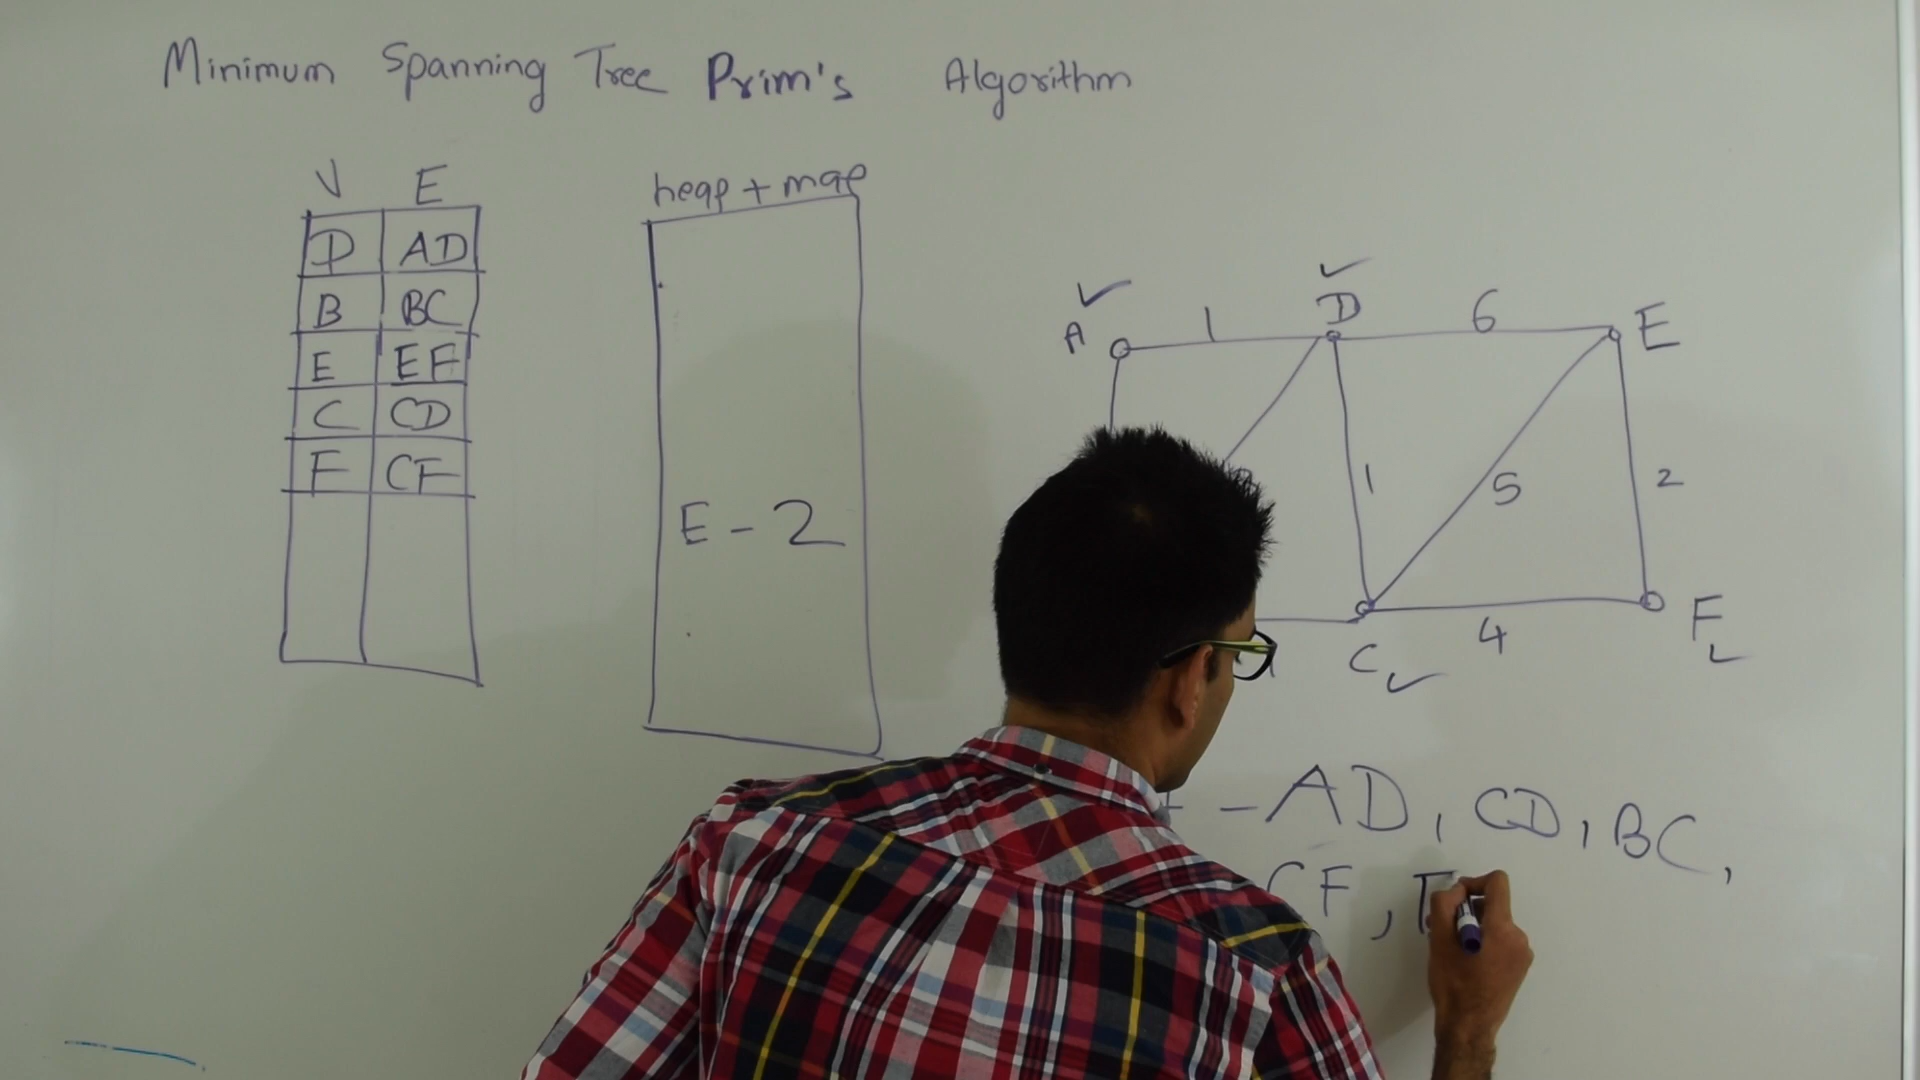 Minimum Spanning Tree Prim's Algorithm
V E
D AD
B BC
E EF
C CD
F CF
heap + map
E - 2
A 1 D 6 E
1 5 2
C 4 F
- AD, CD, BC,
CF,